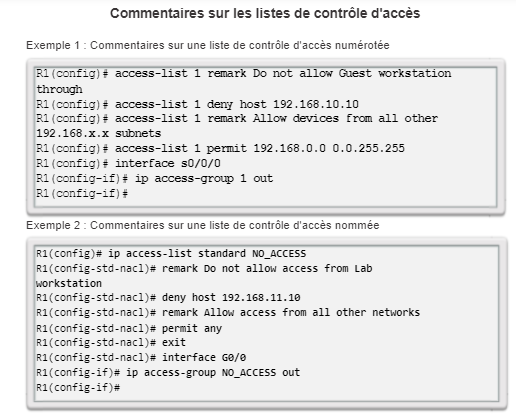 Commentaires sur les listes de contrôle d'accès
Exemple 1 : Commentaires sur une liste de contrôle d'accès numérotée
R1(config)# access-list 1 remark Do not allow Guest workstation
through
R1(config)# access-list 1 deny host 192.168.10.10
R1(config)# access-list 1 remark Allow devices from all other
192.168.x.x subnets
R1(config)# access-list 1 permit 192.168.0.0 0.0.255.255
R1(config)# interface s0/0/0
R1(config-if)# ip access-group 1 out
R1(config-if)#
Exemple 2 : Commentaires sur une liste de contrôle d'accès nommée
R1(config)# ip access-list standard NO_ACCESS
R1(config-std-nacl)# remark Do not allow access from Lab
workstation
R1(config-std-nacl)# deny host 192.168.11.10
R1(config-std-nacl)# remark Allow access from all other networks
R1(config-std-nacl)# permit any
R1(config-std-nacl)# exit
R1(config-std-nacl)# interface G0/0
R1(config-if)# ip access-group NO_ACCESS out
R1(config-if)#